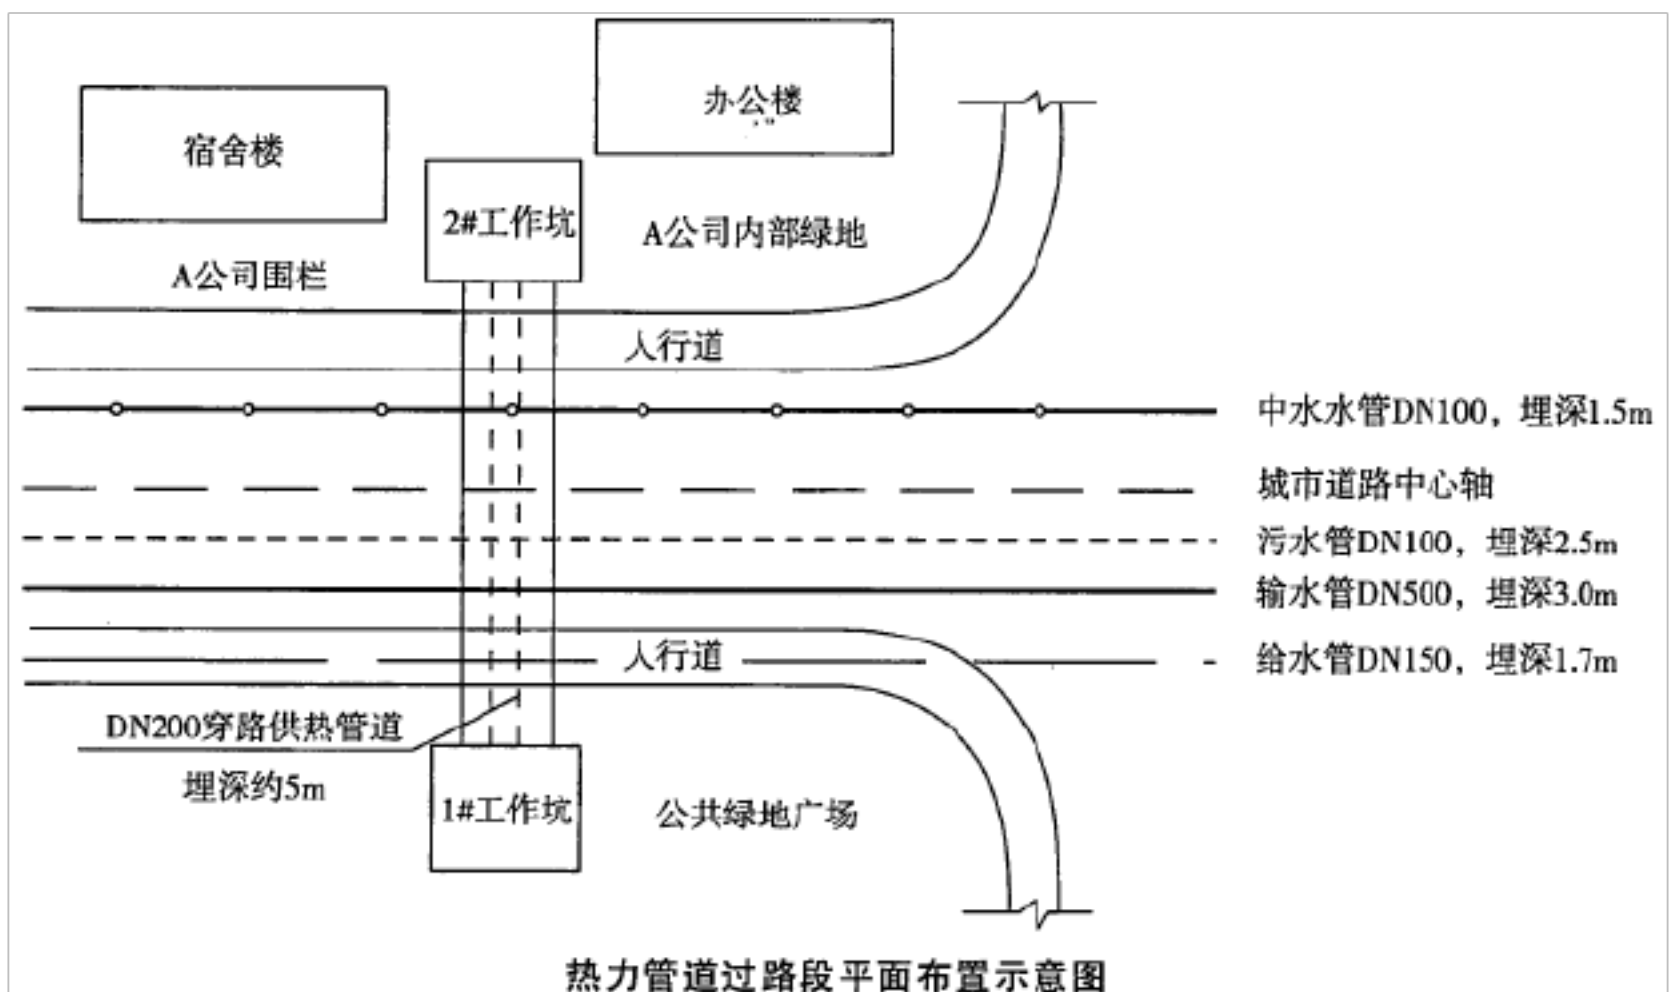 办公楼
宿舍楼
2#工作坑
A公司内部绿地
A公司围栏
人行道
中水水管DN100，埋深1.5m
城市道路中心轴
污水管DN100，埋深2.5m
输水管DN500，埋深3.0m
人行道
给水管DN150，埋深1.7m
DN200穿路供热管道
埋深约5m
1#工作坑
公共绿地广场
热力管道过路段平面布置示意图